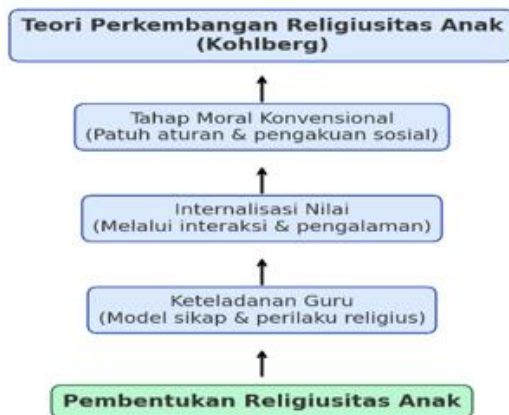 Teori Perkembangan Religiusitas Anak
(Kohlberg)
Tahap Moral Konvensional
(Patuh aturan & pengakuan sosial)
Internalisasi Nilai
(Melalui interaksi & pengalaman)
Keteladanan Guru
(Model sikap & perilaku religius)
Pembentukan Religiusitas Anak